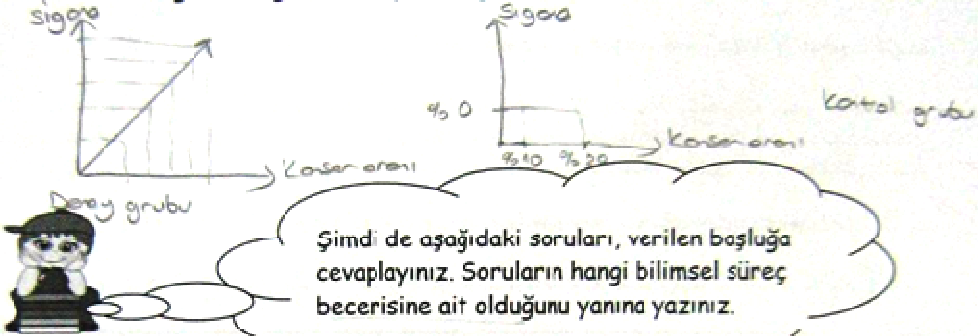 Sigara
Sigara
% 0
Kontrol grubu
Kanser oranı
% 10 % 20
Kanser oranı
Deney grubu
Şimdi de aşağıdaki soruları, verilen boşluğa
cevaplayınız. Soruların hangi bilimsel süreç
becerisine ait olduğunu yanına yazınız.